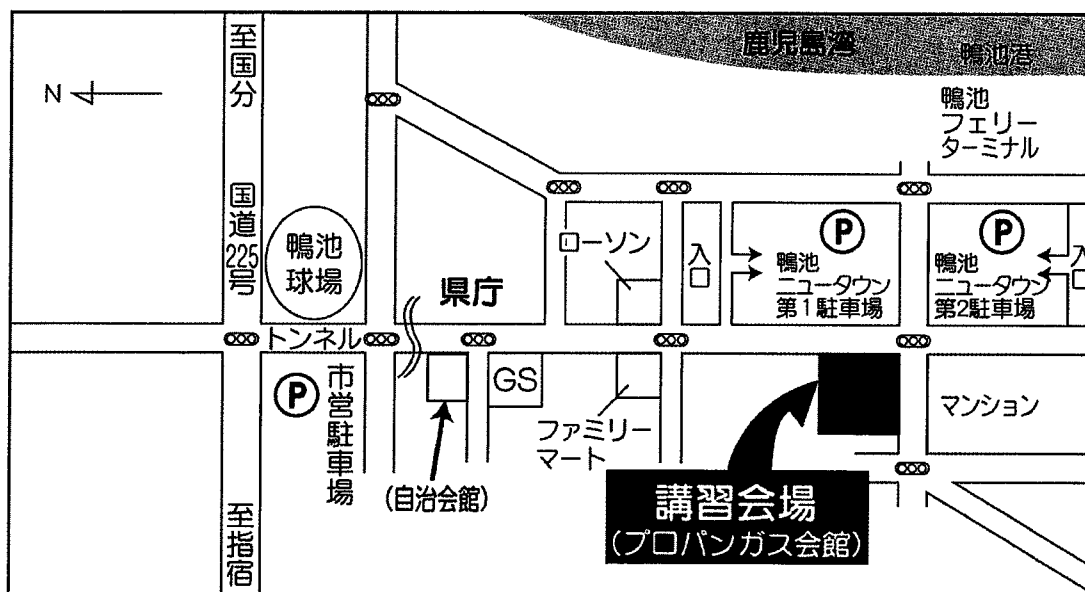 鹿児島湾
鴨池港
N
至国分
国道225号
至指宿
鴨池
フェリー
ターミナル
鴨池
球場
県庁
ローソン
入口
P
鴨池
ニュータウン
第1駐車場
P
鴨池
ニュータウン
第2駐車場
入口
トンネル
P
市営駐車場
(自治会館)
GS
ファミリー
マート
マンション
講習会場
(プロパンガス会館)